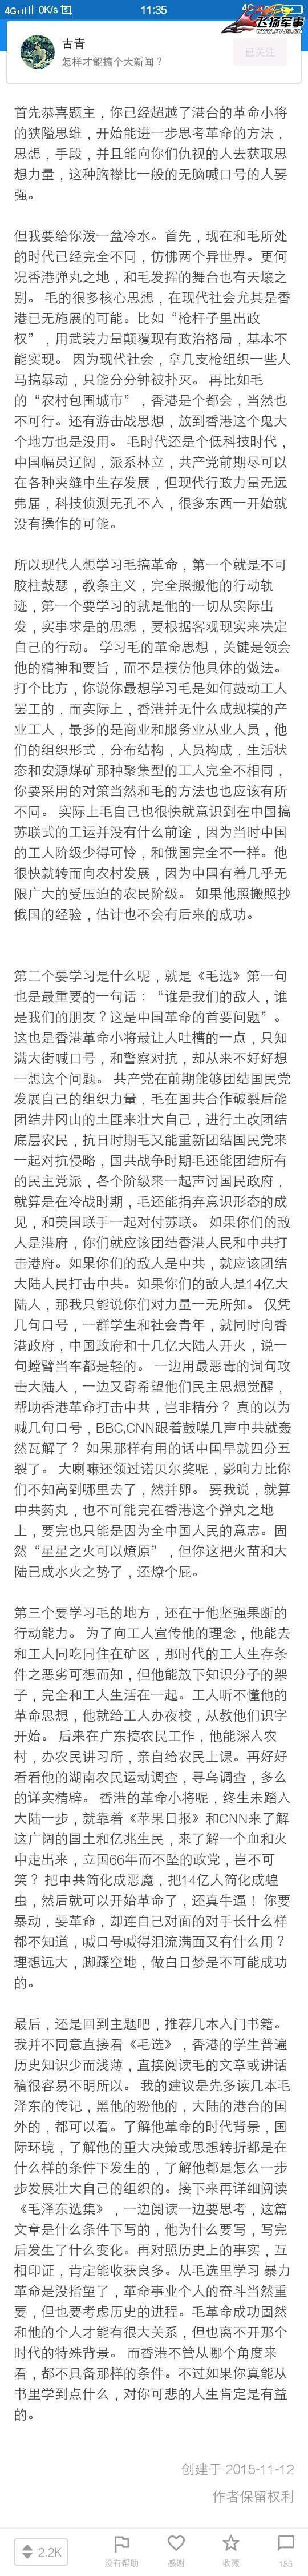 4G 0K/s 11:35 4G
飞扬军事
古青
怎样才能搞个大新闻？
已关注
首先恭喜题主，你已经超越了港台的革命小将
的狭隘思维，开始能进一步思考革命的方法，
思想，手段，并且能向你们仇视的人去获取思
想力量，这种胸襟比一般的无脑喊口号的人要
强。
但我要给你泼一盆冷水。首先，现在和毛所处
的时代已经完全不同，仿佛两个异世界。更何
况香港弹丸之地，和毛发挥的舞台也有天壤之
别。 毛的很多核心思想，在现代社会尤其是香
港已无施展的可能。比如“枪杆子里出政
权”，用武装力量颠覆现有政治格局，基本不
能实现。 因为现代社会，拿几支枪组织一些人
马搞暴动，只能分分钟被扑灭。 再比如毛
的“农村包围城市”，香港是个都会，当然也
不可行。还有游击战思想，放到香港这个鬼大
个地方也是没用。 毛时代还是个低科技时代，
中国幅员辽阔，派系林立，共产党前期尽可以
在各种夹缝中生存发展，但现代行政力量无远
弗届，科技侦测无孔不入，很多东西一开始就
没有操作的可能。
所以现代人想学习毛搞革命，第一个就是不可
胶柱鼓瑟，教条主义，完全照搬他的行动轨
迹，第一个要学习的就是他的一切从实际出
发，实事求是的思想，要根据客观现实来决定
自己的行动。 学习毛的革命思想，关键是领会
他的精神和要旨，而不是模仿他具体的做法。
打个比方，你说你最想学习毛是如何鼓动工人
罢工的，而实际上，香港并无什么成规模的产
业工人，最多的是商业和服务业从业人员，他
们的组织形式，分布结构，人员构成，生活状
态和安源煤矿那种聚集型的工人完全不相同，
你要采用的对策当然和毛的方法也也应该有所
不同。 实际上毛自己也很快就意识到在中国搞
苏联式的工运并没有什么前途，因为当时中国
的工人阶级少得可怜，和俄国完全不一样。他
很快就转而向农村发展，因为中国有着几乎无
限广大的受压迫的农民阶级。 如果他照搬照抄
俄国的经验，估计也不会有后来的成功。
第二个要学习是什么呢，就是《毛选》第一句
也是最重要的一句话：“谁是我们的敌人，谁
是我们的朋友？这是中国革命的首要问题”。
这也是香港革命小将最让人吐槽的一点，只知
满大街喊口号，和警察对抗，却从来不好好想
一想这个问题。 共产党在前期能够团结国民党
发展自己的组织力量，毛在国共合作破裂后能
团结井冈山的土匪来壮大自己，进行土改团结
底层农民，抗日时期毛又能重新团结国民党来
一起对抗侵略，国共战争时期毛还能团结所有
的民主党派，各个阶级来一起声讨国民政府，
就算是在冷战时期，毛还能捐弃意识形态的成
见，和美国联手一起对付苏联。 如果你们的敌
人是港府，你们就应该团结香港人民和中共打
击港府。如果你们的敌人是中共，就应该团结
大陆人民打击中共。如果你们的敌人是14亿大
陆人，那我只能说你们对力量一无所知。 仅凭
几句口号，一群学生和社会青年，就同时向香
港政府，中国政府和十几亿大陆人开火，说一
句螳臂当车都是轻的。 一边用最恶毒的词句攻
击大陆人，一边又寄希望他们民主思想觉醒，
帮助香港革命打击中共，岂非精分？ 真的以为
喊几句口号，BBC,CNN跟着鼓噪几声中共就轰
然瓦解了？ 如果那样有用的话中国早就四分五
裂了。 大喇嘛还领过诺贝尔奖呢，影响力比你
们不知高到哪里去了，然并卵。 要我说，就算
中共药丸，也不可能完在香港这个弹丸之地
上，要完也只能是因为全中国人民的意志。固
然“星星之火可以燎原”，但你这把火苗和大
陆已成水火之势了，还燎个屁。
第三个要学习毛的地方，还在于他坚强果断的
行动能力。 为了向工人宣传他的理念，他能去
和工人同吃同住在矿区，那时代的工人生存条
件之恶劣可想而知，但他能放下知识分子的架
子，完全和工人生活在一起。工人听不懂他的
革命思想，他就给工人办夜校，从教他们识字
开始。 后来在广东搞农民工作，他能深入农
村，办农民讲习所，亲自给农民上课。再好好
看看他的湖南农民运动调查，寻乌调查，多么
的详实精辟。 香港的革命小将呢，终生未踏入
大陆一步，就靠着《苹果日报》和CNN来了解
这广阔的国土和亿兆生民，来了解一个血和火
中走出来，立国66年而不坠的政党，岂不可
笑？ 把中共简化成恶魔，把14亿人简化成蝗
虫，然后就可以开始革命了，还真牛逼！ 你要
暴动，要革命，却连自己对面的对手长什么样
都不知道，喊口号喊得泪流满面又有什么用？
理想远大，脚踩空地，做白日梦是不可能成功
的。
最后，还是回到主题吧，推荐几本入门书籍。
我并不同意直接看《毛选》，香港的学生普遍
历史知识少而浅薄，直接阅读毛的文章或讲话
稿很容易不明所以。 我的建议是先多读几本毛
泽东的传记，黑他的粉他的，大陆的港台的国
外的，都可以看。了解他革命的时代背景，国
际环境，了解他的重大决策或思想转折都是在
什么样的条件下发生的，了解他都是怎么一步
步发展壮大自己的组织的。接下来再详细阅读
《毛泽东选集》，一边阅读一边要思考，这篇
文章是什么条件下写的，他为什么要写，写完
后发生了什么变化。再对照历史上的事实，互
相印证，肯定能收获良多。从毛选里学习 暴力
革命是没指望了，革命事业个人的奋斗当然重
要，但也要考虑历史的进程。毛革命成功固然
和他的个人才能有很大关系，但也离不开那个
时代的特殊背景。 而香港不管从哪个角度来
看，都不具备那样的条件。不过如果你真能从
书里学到点什么，对你可悲的人生肯定是有益
的。
创建于 2015-11-12
作者保留权利
2.2K 没有帮助 感谢 收藏 165